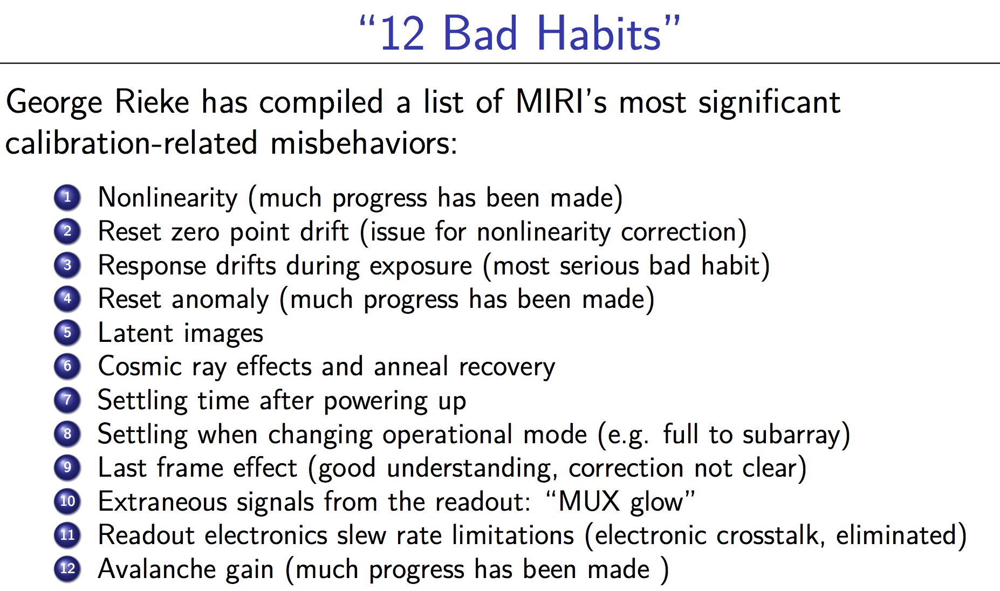 “12 Bad Habits”
George Rieke has compiled a list of MIRI’s most significant
calibration-related misbehaviors:
1 Nonlinearity (much progress has been made)
2 Reset zero point drift (issue for nonlinearity correction)
3 Response drifts during exposure (most serious bad habit)
4 Reset anomaly (much progress has been made)
5 Latent images
6 Cosmic ray effects and anneal recovery
7 Settling time after powering up
8 Settling when changing operational mode (e.g. full to subarray)
9 Last frame effect (good understanding, correction not clear)
10 Extraneous signals from the readout: “MUX glow”
11 Readout electronics slew rate limitations (electronic crosstalk, eliminated)
12 Avalanche gain (much progress has been made )